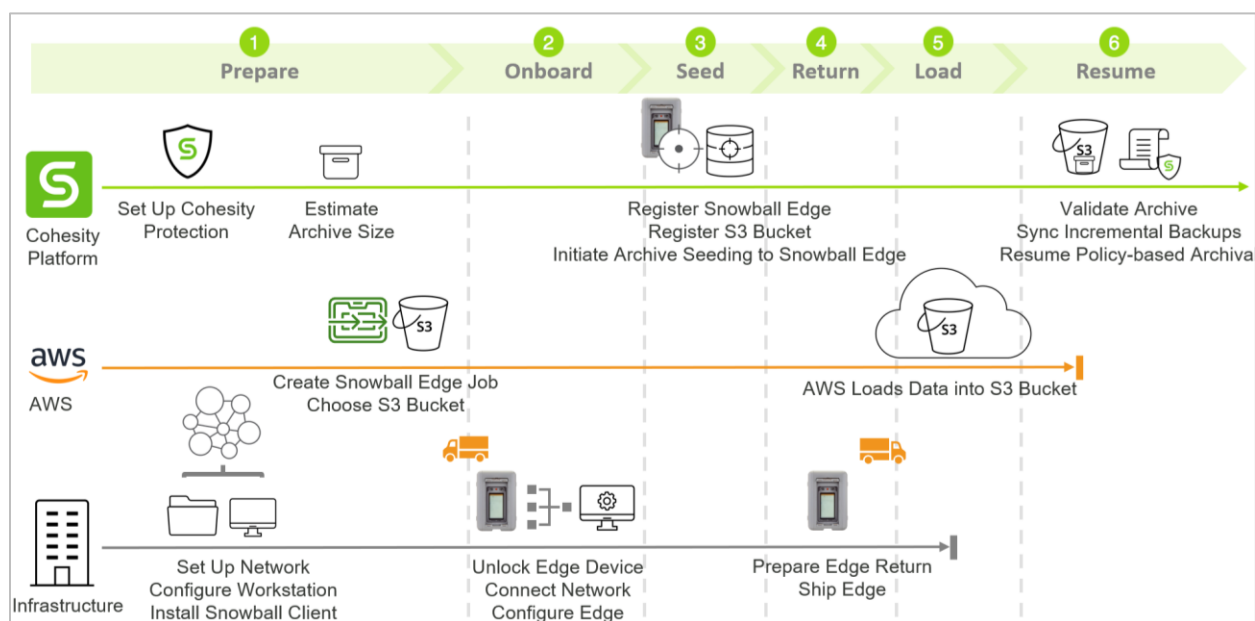 1
2
3
4
5
6
Prepare
Onboard
Seed
Return
Load
Resume
S
S
S3
S
Cohesity
Platform
Set Up Cohesity
Protection
Estimate
Archive Size
Register Snowball Edge
Register S3 Bucket
Initiate Archive Seeding to Snowball Edge
Validate Archive
Sync Incremental Backups
Resume Policy-based Archival
S3
S3
aws
AWS
Create Snowball Edge Job
Choose S3 Bucket
AWS Loads Data into S3 Bucket
Infrastructure
Set Up Network
Configure Workstation
Install Snowball Client
Unlock Edge Device
Connect Network
Configure Edge
Prepare Edge Return
Ship Edge